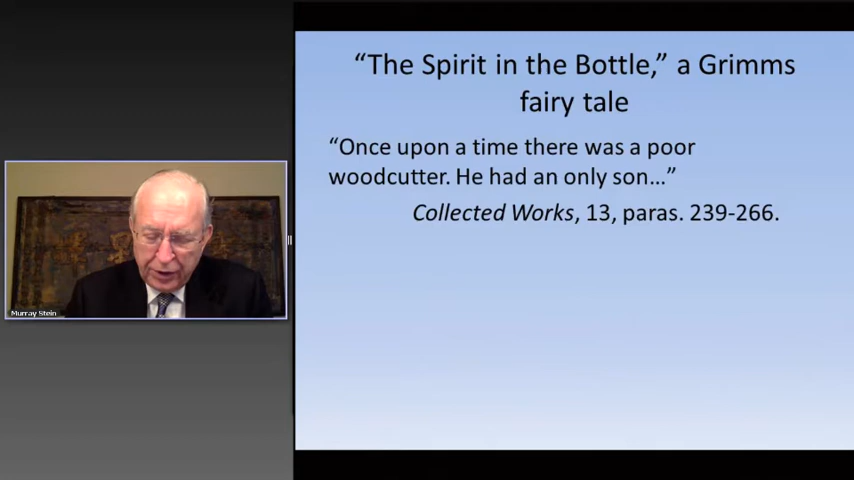 “The Spirit in the Bottle,” a Grimms
fairy tale
“Once upon a time there was a poor
woodcutter. He had an only son…”
Collected Works, 13, paras. 239-266.
Murray Stein